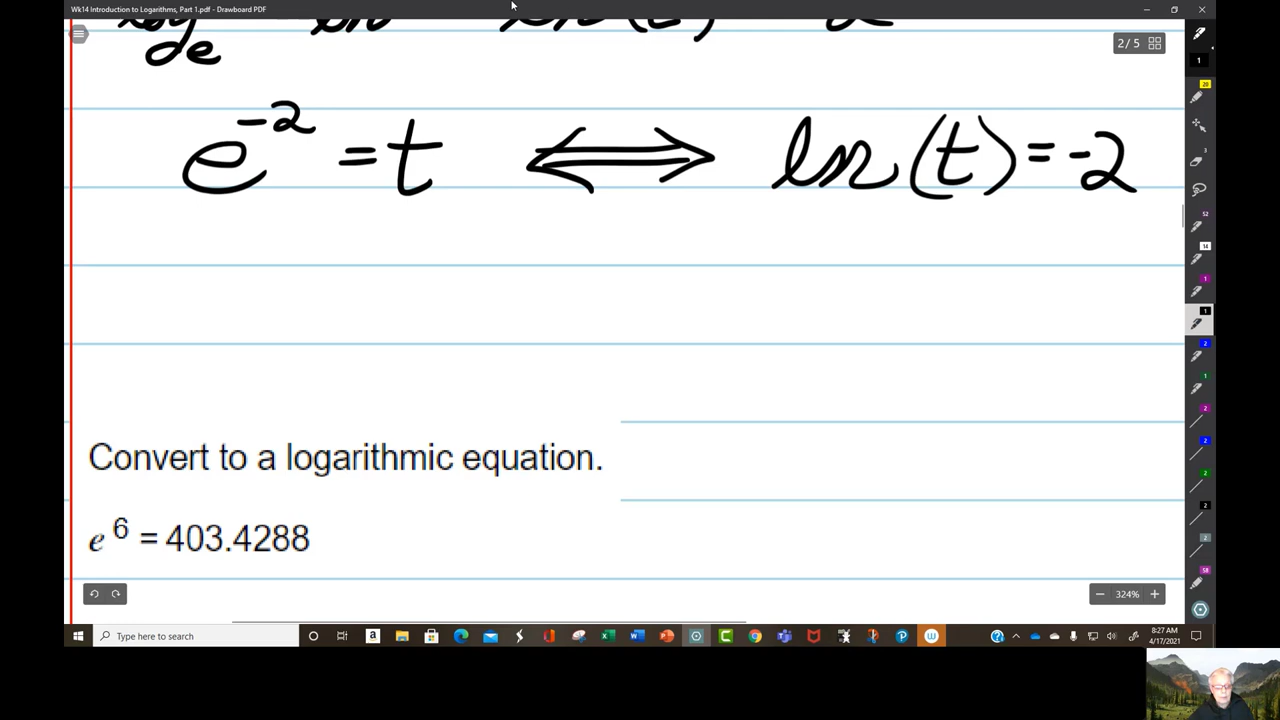 Wk14 Introduction to Logarithms, Part 1.pdf - Drawboard PDF
2/5
de
e^-2 = t ⟺ ln(t) = -2
Convert to a logarithmic equation.
e^6 = 403.4288
324%
Type here to search
8:27 AM
4/17/2021